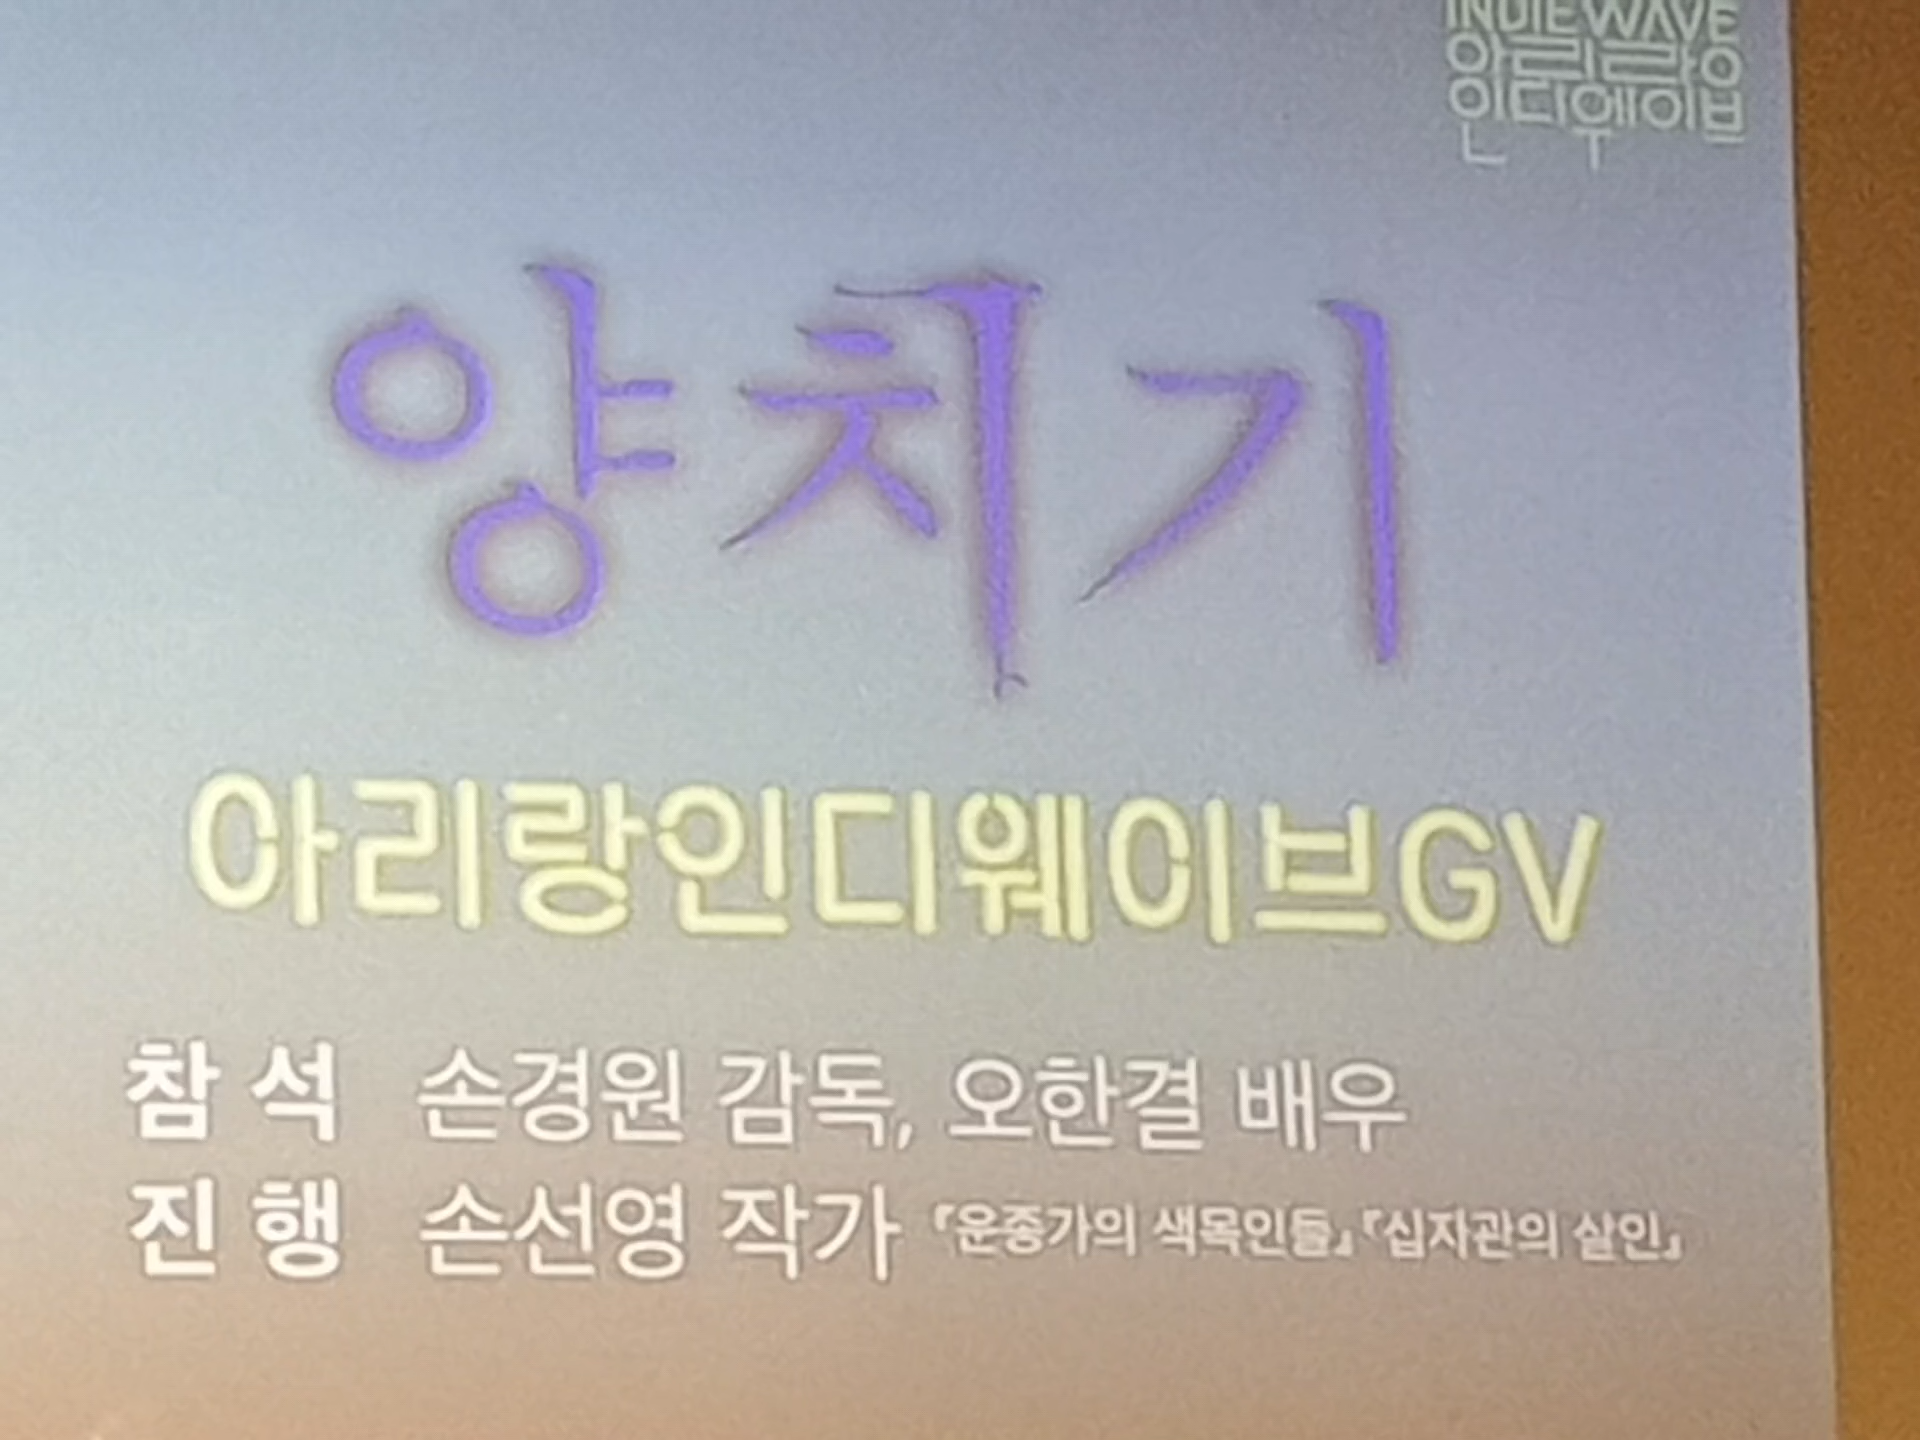 INDIEWAVE
아리랑
인디웨이브
양치기
아리랑인디웨이브GV
참 석 손경원 감독, 오한결 배우
진 행 손선영 작가 『운종가의 색목인들』『십자관의 살인』